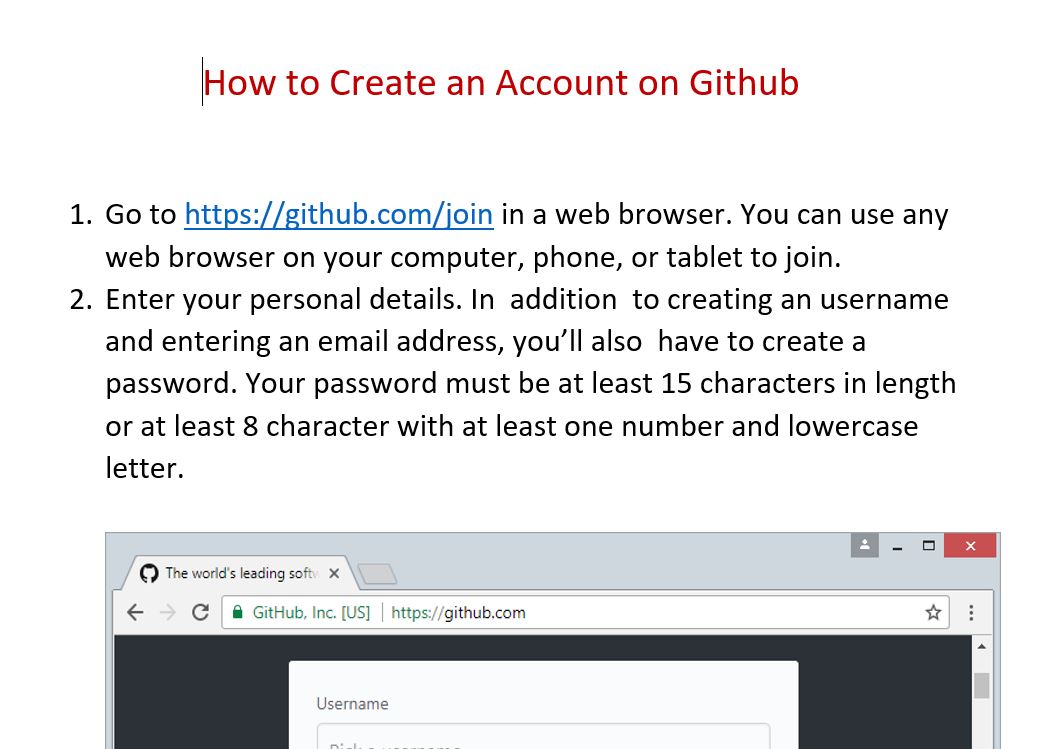 How to Create an Account on Github
1. Go to https://github.com/join in a web browser. You can use any
web browser on your computer, phone, or tablet to join.
2. Enter your personal details. In  addition  to creating an username
and entering an email address, you’ll also  have to create a
password. Your password must be at least 15 characters in length
or at least 8 character with at least one number and lowercase
letter.
The world's leading softw
GitHub, Inc. [US] https://github.com
Username
Pick a username